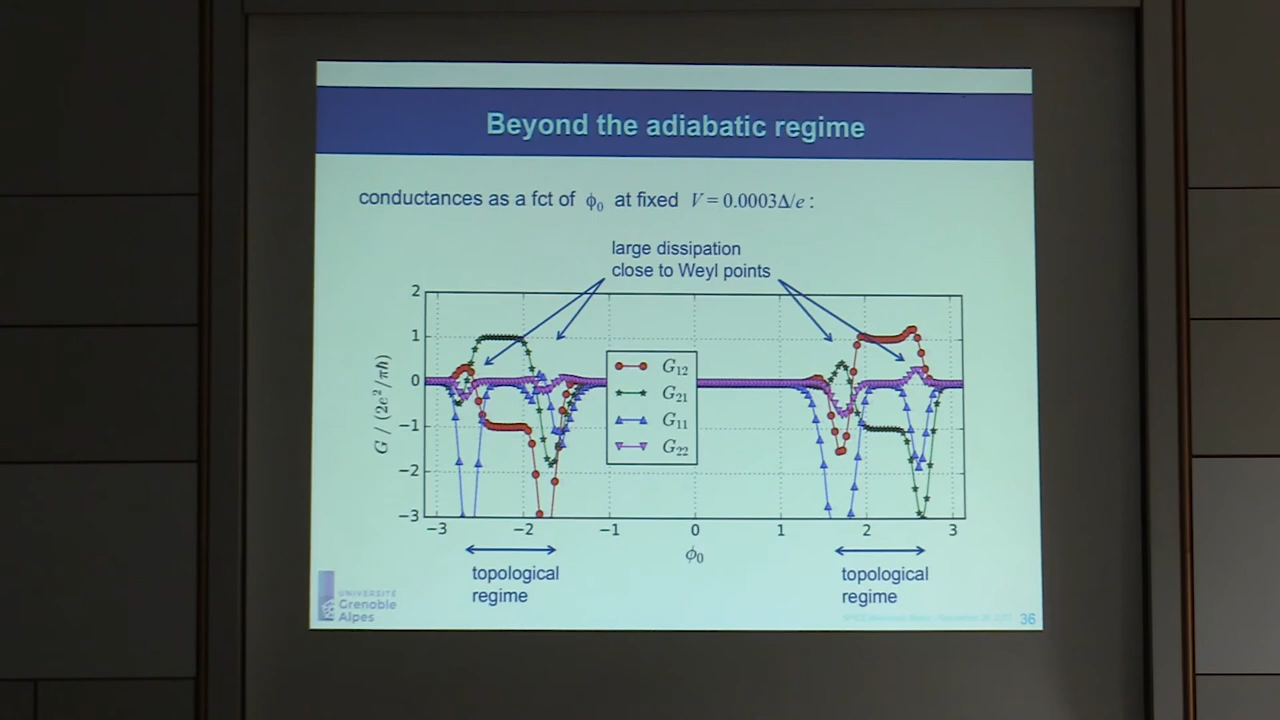 Beyond the adiabatic regime
conductances as a fct of ϕ₀ at fixed V = 0.0003Δ/e :
large dissipation
close to Weyl points
2
1
0
−1
−2
−3
G / (2e²/πħ)
G₁₂
G₂₁
G₁₁
G₂₂
−3 −2 −1 0 1 2 3
ϕ₀
topological
regime
topological
regime
UNIVERSITÉ
Grenoble
Alpes
36